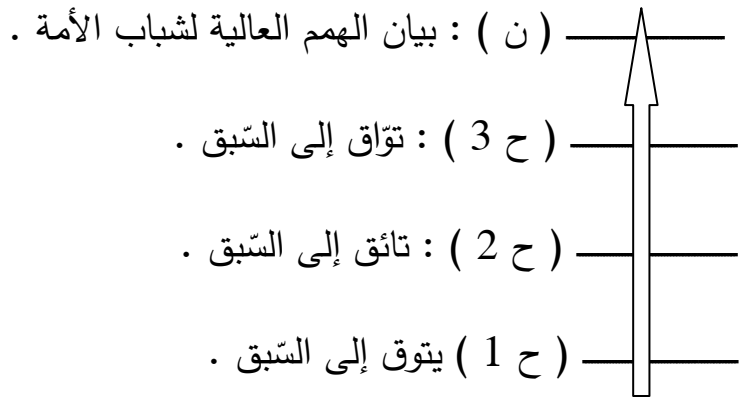 ( ن ) : بيان الهمم العالية لشباب الأمة .
( ح 3 ) : توّاق إلى السّبق .
( ح 2 ) : تائق إلى السّبق .
( ح 1 ) يتوق إلى السّبق .